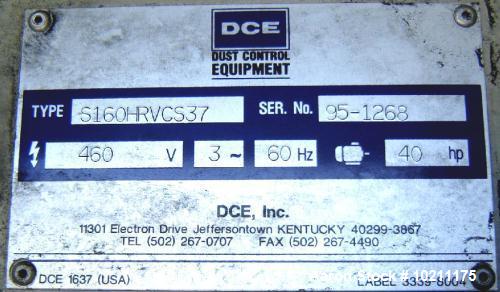 DCE
DUST CONTROL
EQUIPMENT
TYPE S160HRVCS37 SER. No. 95-1268
460 V 3~ 60 Hz 40 hp
DCE, Inc.
11301 Electron Drive Jeffersontown KENTUCKY 40299-3867
TEL (502) 267-0707 FAX (502) 267-4490
DCE 1637 (USA) LABEL 3339-8004
Stock # 10211175